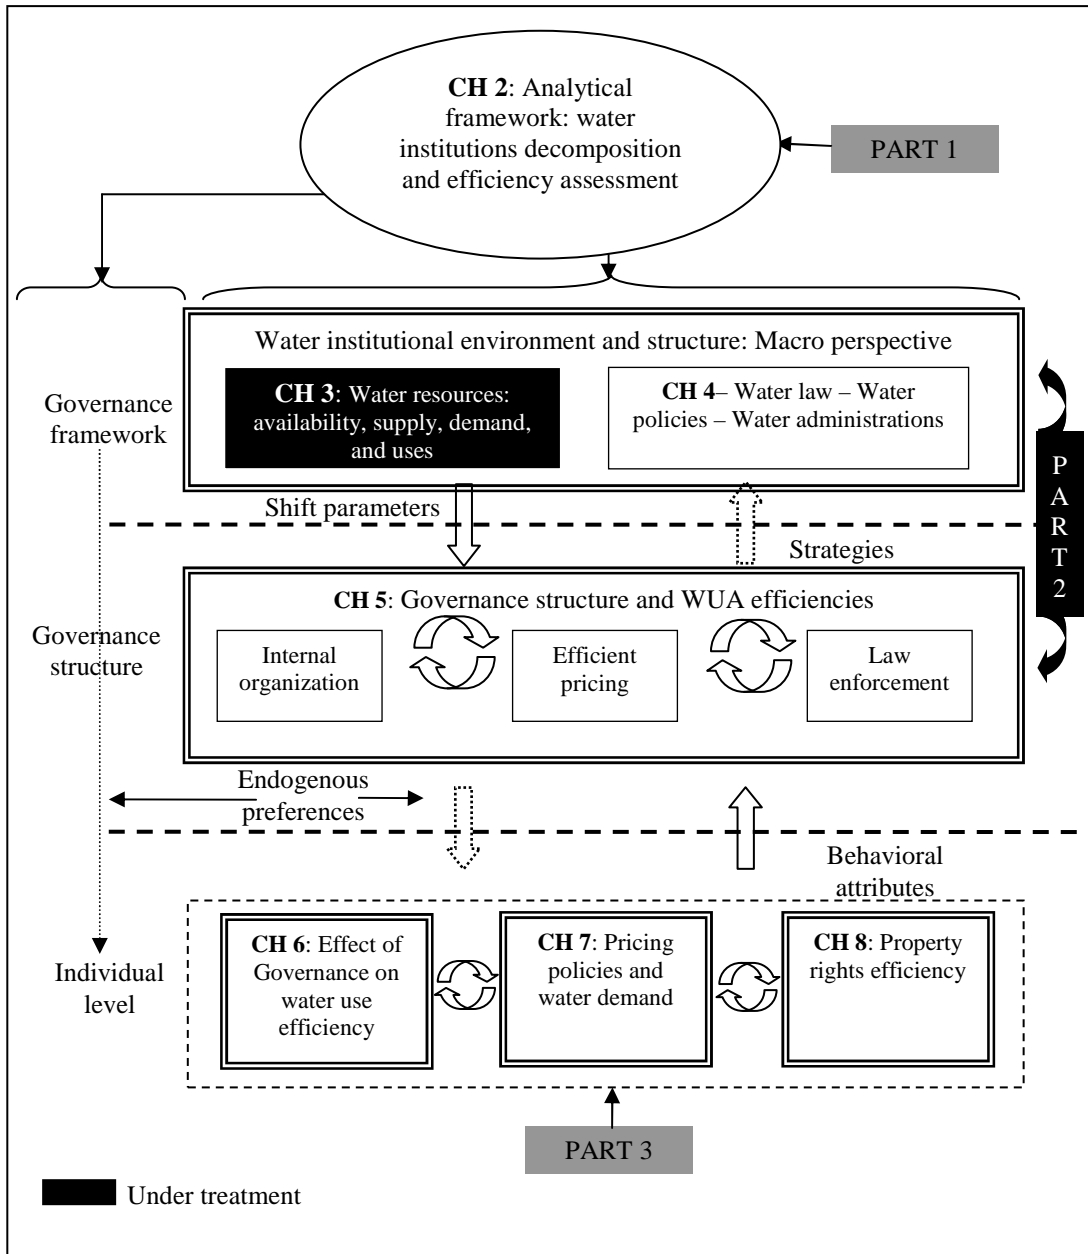 CH 2: Analytical
framework: water
institutions decomposition
and efficiency assessment
PART 1
Water institutional environment and structure: Macro perspective
CH 3: Water resources:
availability, supply, demand,
and uses
CH 4– Water law – Water
policies – Water administrations
Governance
framework
P
A
R
T
2
Shift parameters
Strategies
CH 5: Governance structure and WUA efficiencies
Governance
structure
Internal
organization
Efficient
pricing
Law
enforcement
Endogenous
preferences
Behavioral
attributes
CH 6: Effect of
Governance on
water use
efficiency
CH 7: Pricing
policies and
water demand
CH 8: Property
rights efficiency
Individual
level
PART 3
Under treatment